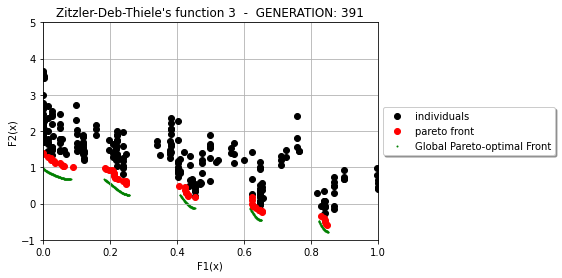 Zitzler-Deb-Thiele's function 3 - GENERATION: 391
5
4
3
2
1
0
−1
F2(x)
0.0 0.2 0.4 0.6 0.8 1.0
F1(x)
individuals
pareto front
Global Pareto-optimal Front